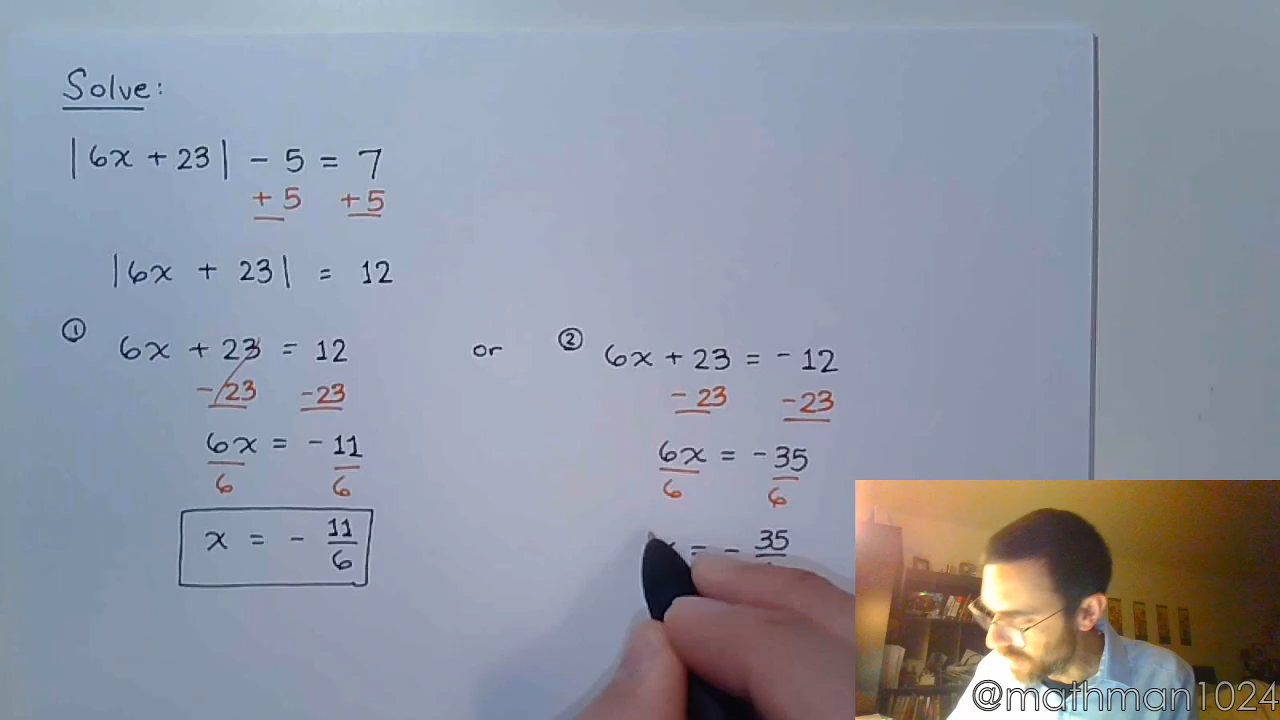 Solve:
|6x + 23| - 5 = 7
+ 5 + 5
|6x + 23| = 12
① 6x + 23 = 12 or ② 6x + 23 = - 12
- 23 - 23 - 23 - 23
6x = - 11 6x = - 35
6 6 6 6
x = - 11/6 = - 35
@mathman1024